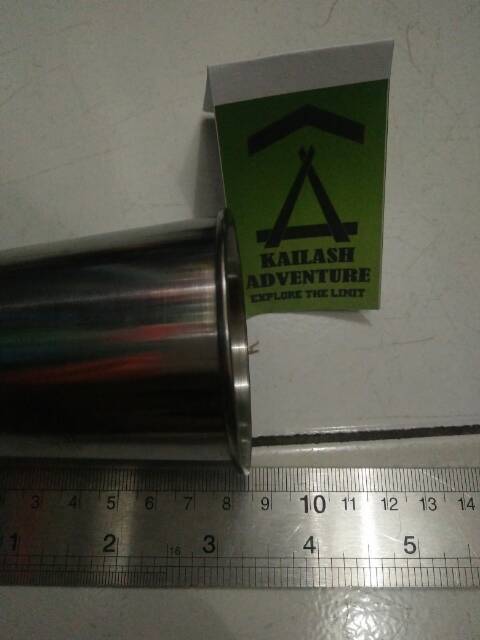 KAILASH
ADVENTURE
EXPLORE THE LIMIT
3 4 5 6 7 8 9 10 11 12 13 14
1 2 16 3 4 5